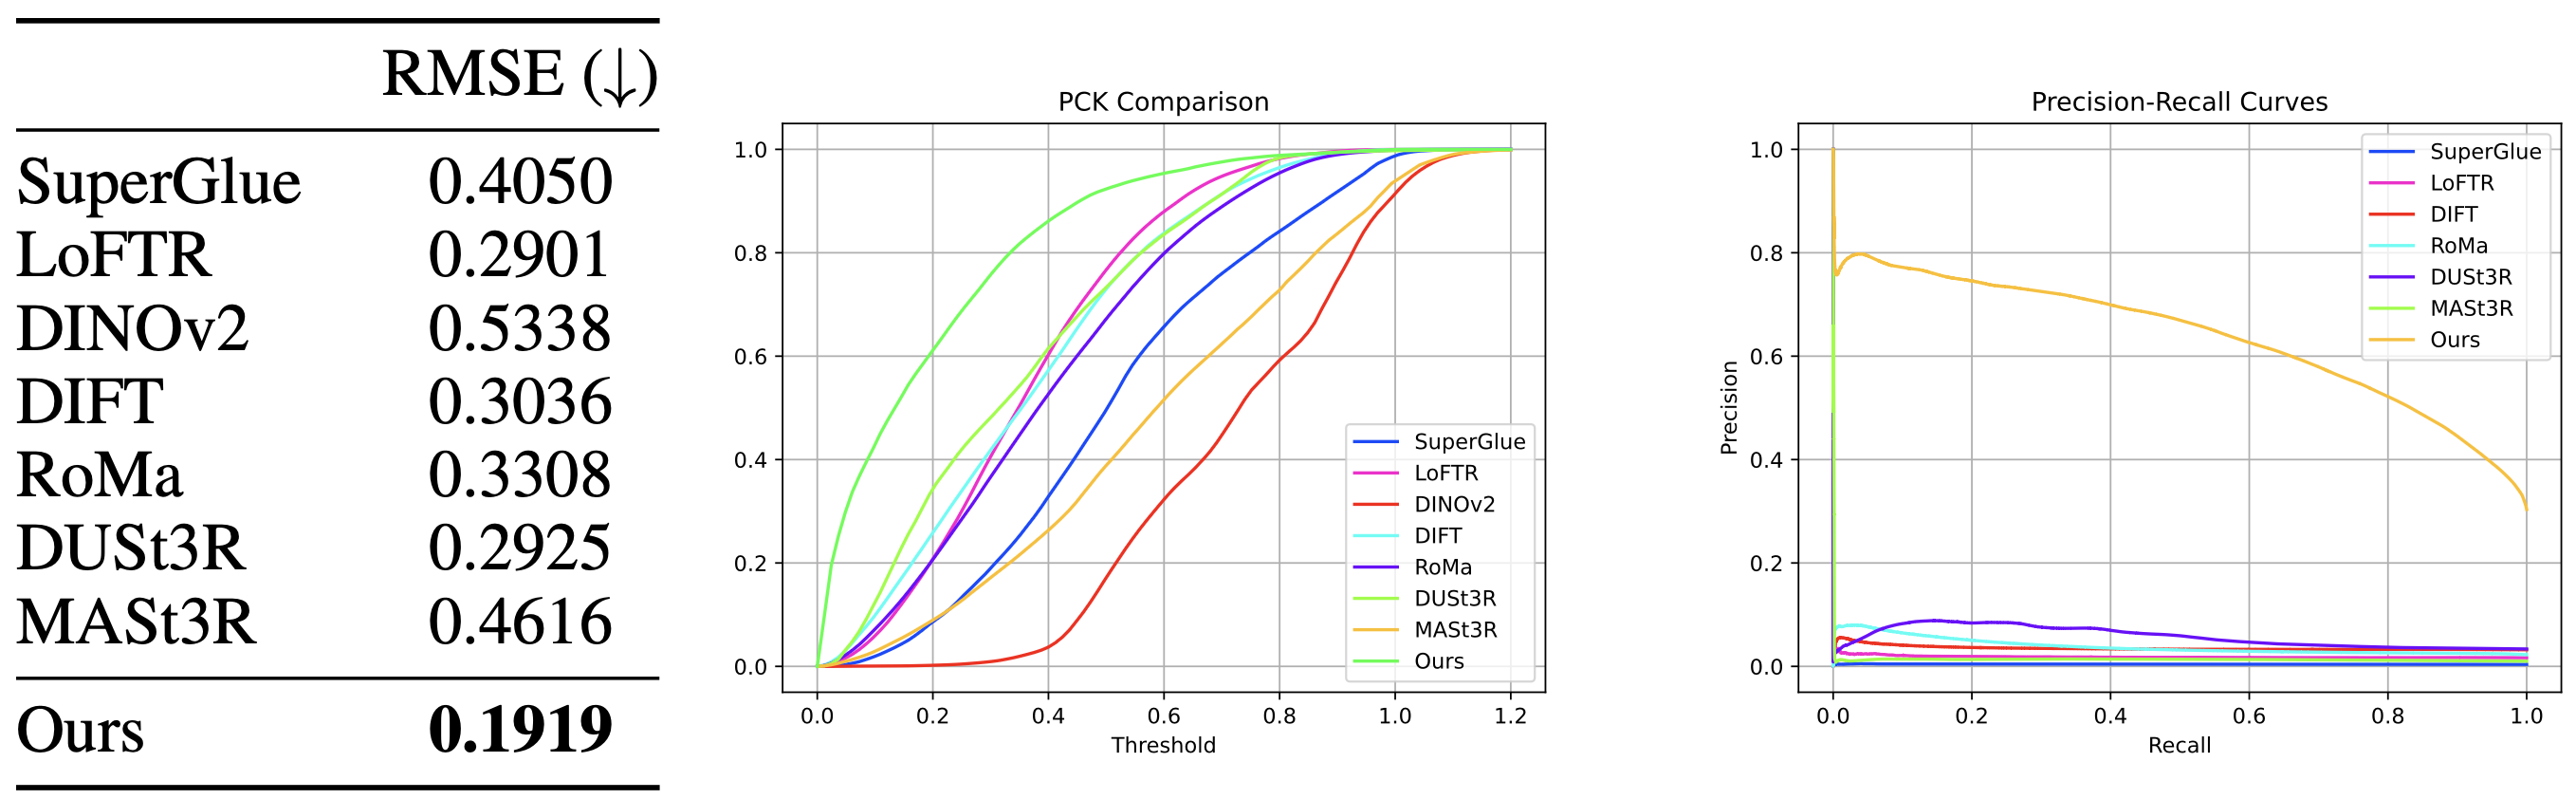 RMSE (↓)
SuperGlue 0.4050
LoFTR 0.2901
DINOv2 0.5338
DIFT 0.3036
RoMa 0.3308
DUSt3R 0.2925
MASt3R 0.4616
Ours 0.1919
PCK Comparison
1.0
0.8
0.6
0.4
0.2
0.0
0.0 0.2 0.4 0.6 0.8 1.0 1.2
Threshold
SuperGlue
LoFTR
DINOv2
DIFT
RoMa
DUSt3R
MASt3R
Ours
Precision-Recall Curves
Precision
1.0
0.8
0.6
0.4
0.2
0.0
0.0 0.2 0.4 0.6 0.8 1.0
Recall
SuperGlue
LoFTR
DIFT
RoMa
DUSt3R
MASt3R
Ours